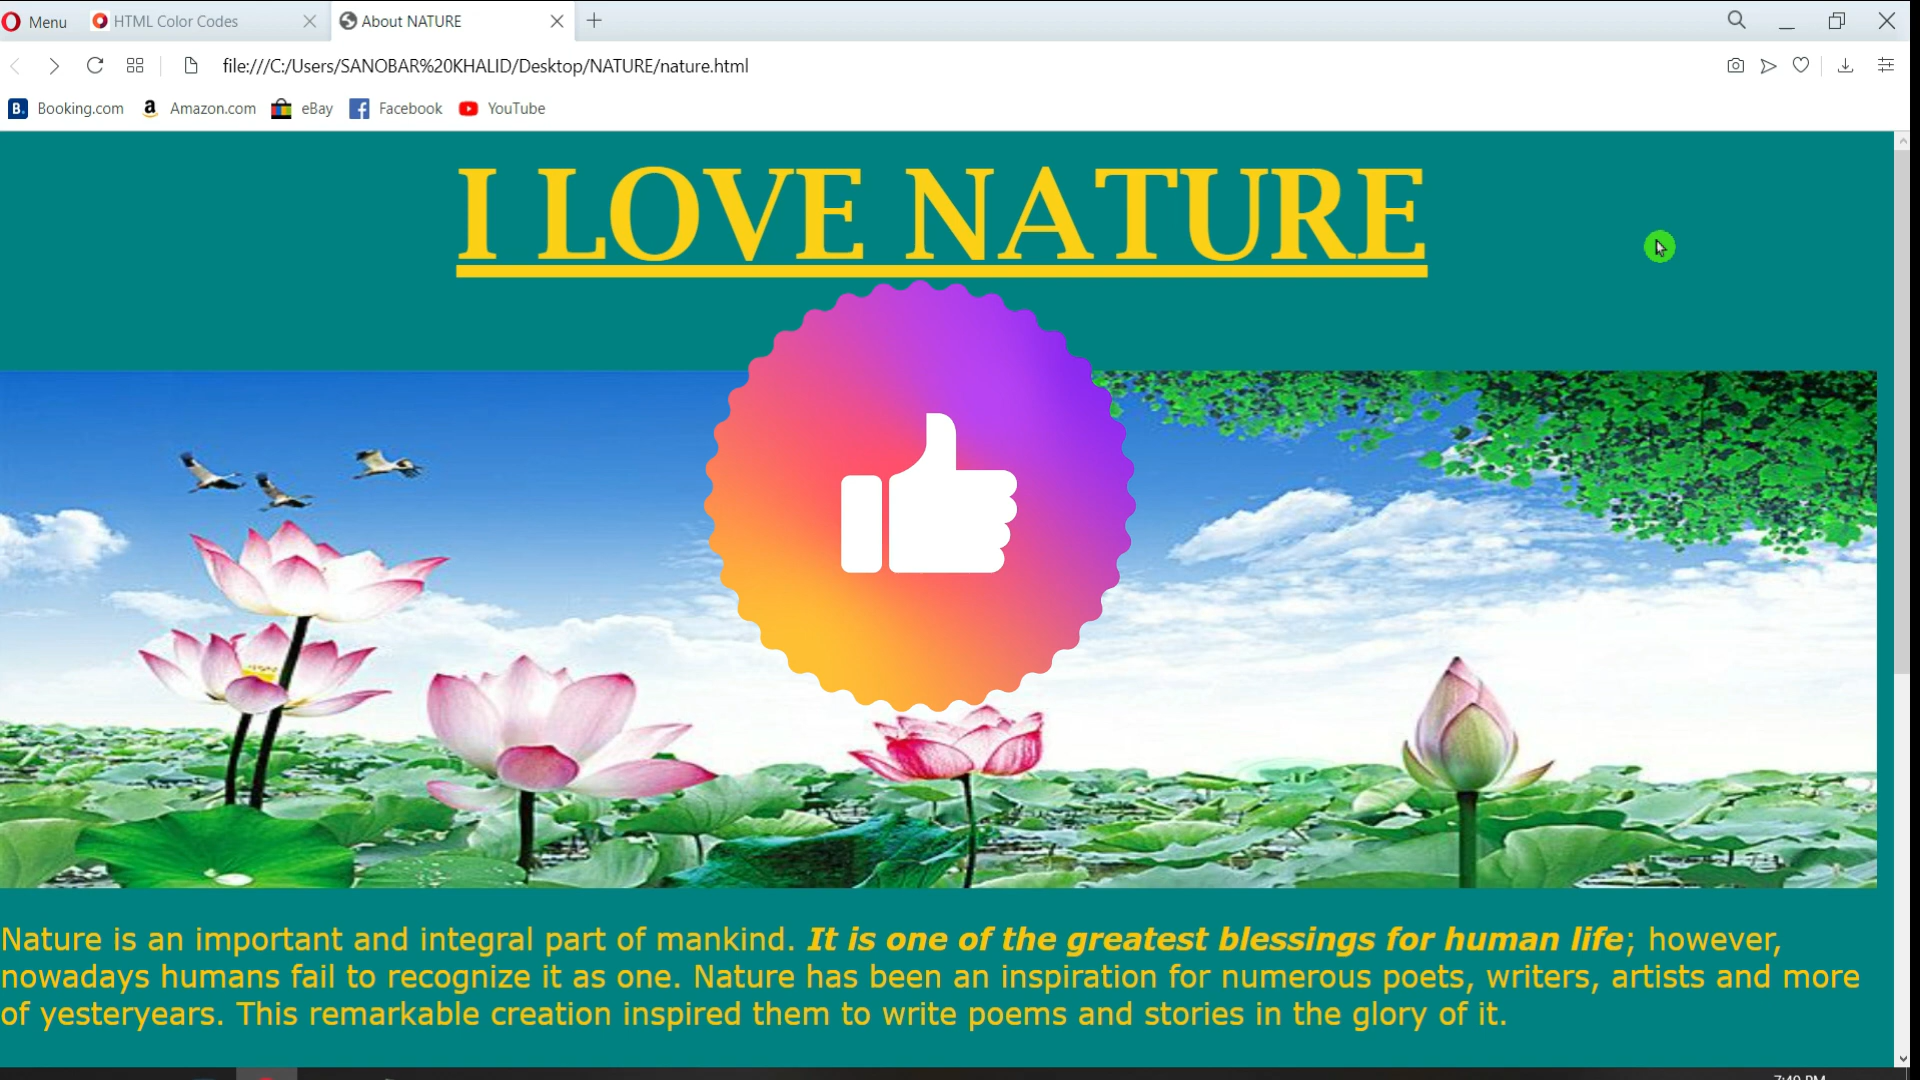 Menu
HTML Color Codes
About NATURE
file:///C:/Users/SANOBAR%20KHALID/Desktop/NATURE/nature.html
B. Booking.com
a Amazon.com
eBay
Facebook
YouTube
I LOVE NATURE
Nature is an important and integral part of mankind. It is one of the greatest blessings for human life; however,
nowadays humans fail to recognize it as one. Nature has been an inspiration for numerous poets, writers, artists and more
of yesteryears. This remarkable creation inspired them to write poems and stories in the glory of it.